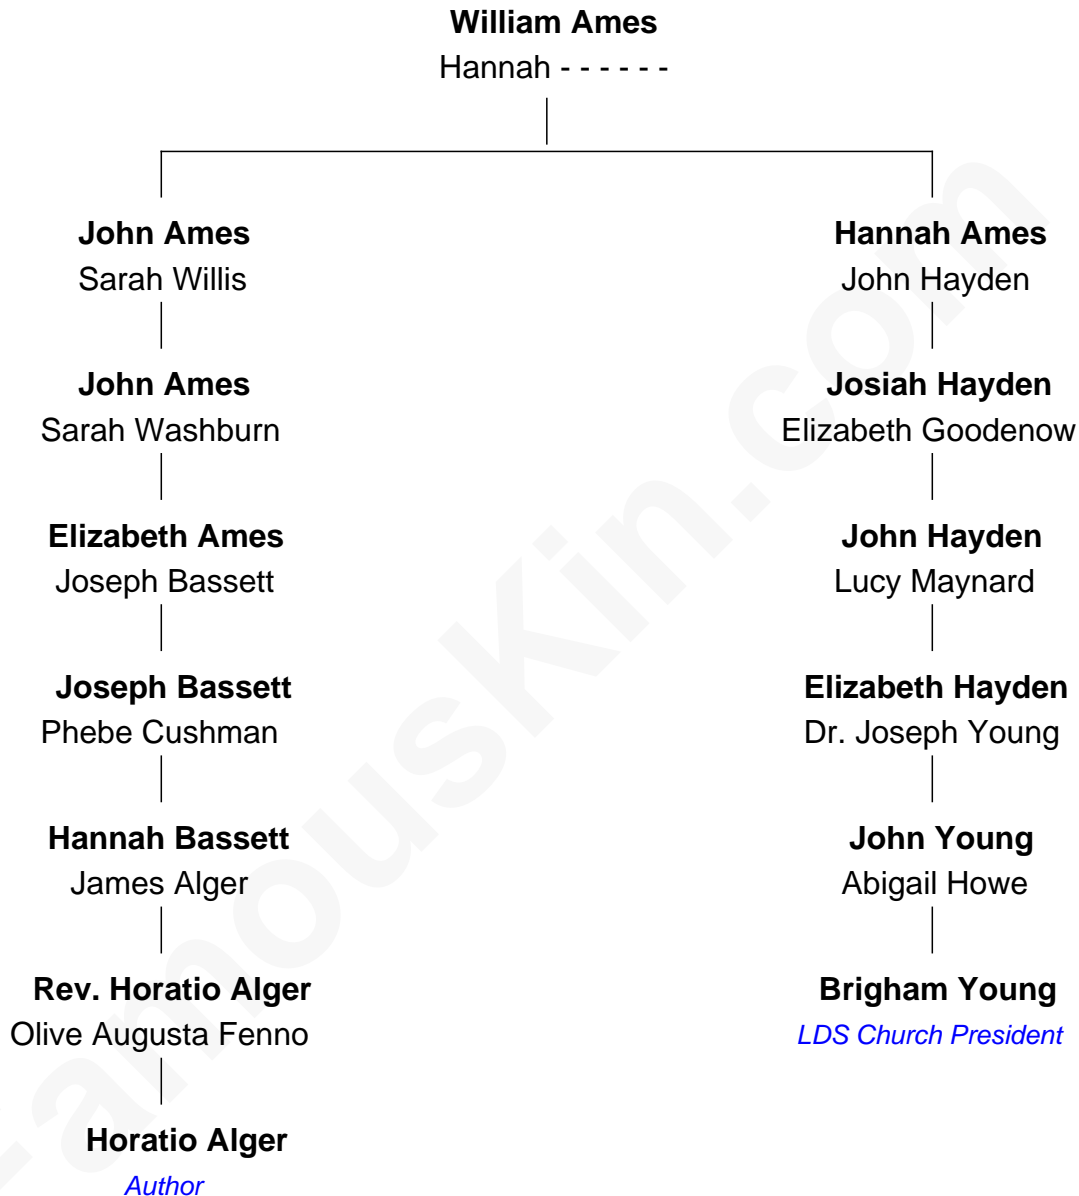 William Ames
Hannah - - - - - -
John Ames
Sarah Willis
Hannah Ames
John Hayden
John Ames
Sarah Washburn
Josiah Hayden
Elizabeth Goodenow
Elizabeth Ames
Joseph Bassett
John Hayden
Lucy Maynard
Joseph Bassett
Phebe Cushman
Elizabeth Hayden
Dr. Joseph Young
Hannah Bassett
James Alger
John Young
Abigail Howe
Rev. Horatio Alger
Olive Augusta Fenno
Brigham Young
LDS Church President
Horatio Alger
Author
FamousKin.com